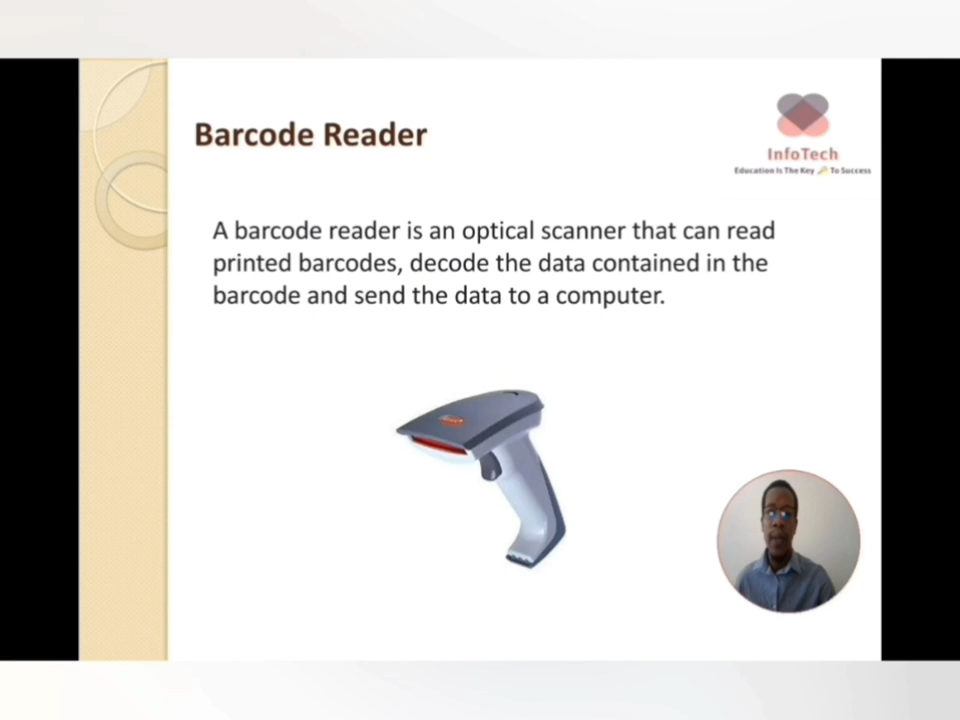 Barcode Reader
InfoTech
Education Is The Key To Success
A barcode reader is an optical scanner that can read
printed barcodes, decode the data contained in the
barcode and send the data to a computer.